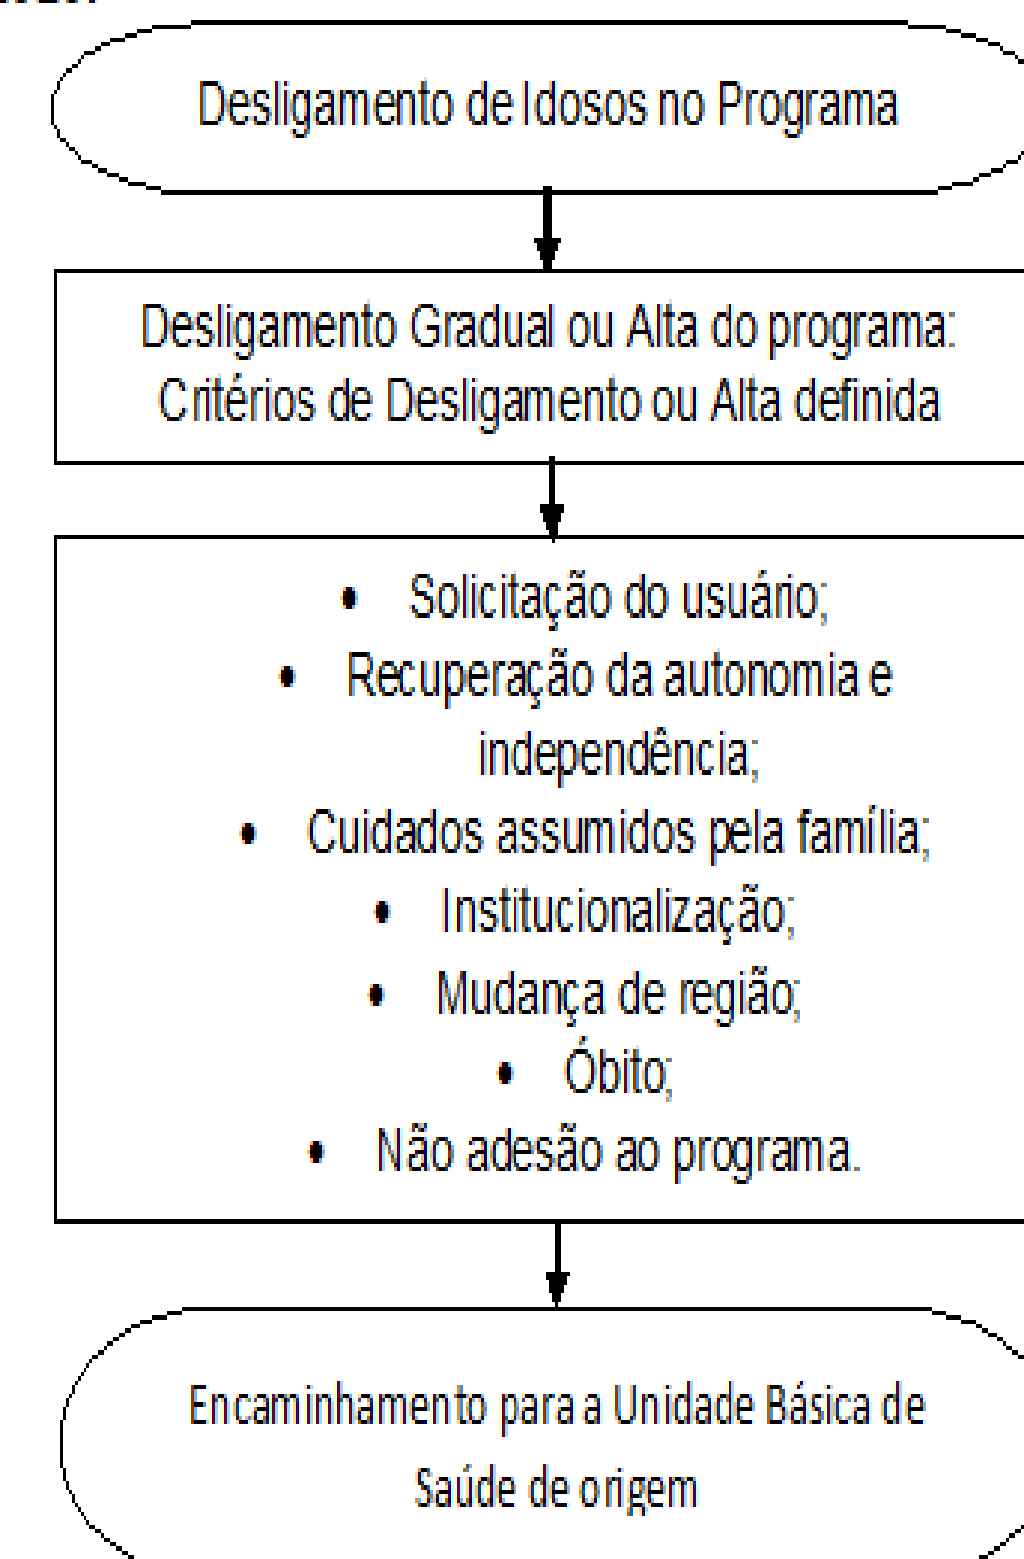 Desligamento de Idosos no Programa
Desligamento Gradual ou Alta do programa:
Critérios de Desligamento ou Alta definida
• Solicitação do usuário;
• Recuperação da autonomia e
independência;
• Cuidados assumidos pela família;
• Institucionalização;
• Mudança de região;
• Óbito;
• Não adesão ao programa.
Encaminhamento para a Unidade Básica de
Saúde de origem